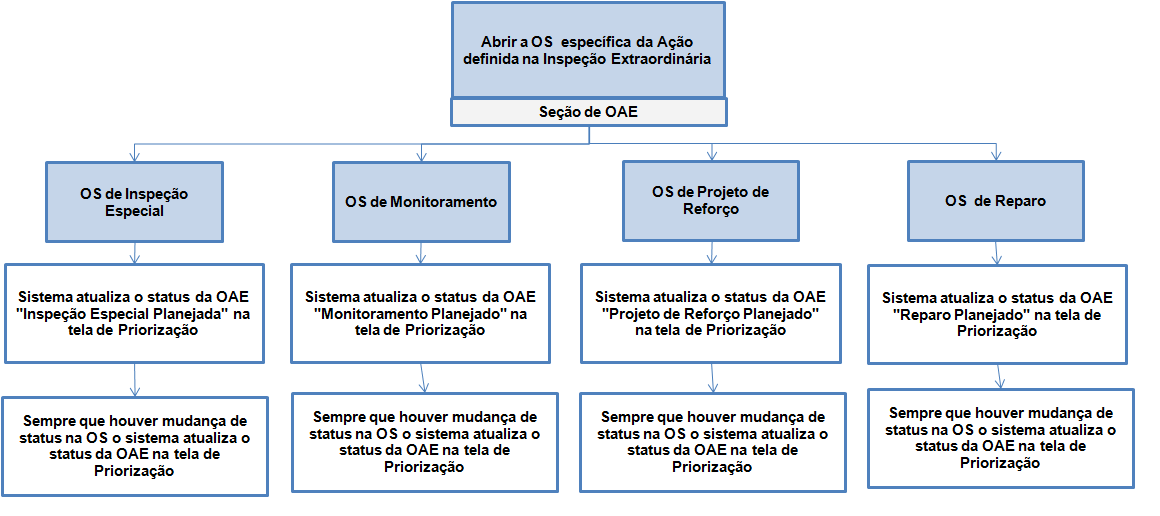 Abrir a OS específica da Ação
definida na Inspeção Extraordinária
Seção de OAE
OS de Inspeção
Especial
OS de Monitoramento
OS de Projeto de
Reforço
OS de Reparo
Sistema atualiza o status da OAE
"Inspeção Especial Planejada" na
tela de Priorização
Sistema atualiza o status da OAE
"Monitoramento Planejado" na
tela de Priorização
Sistema atualiza o status da OAE
"Projeto de Reforço Planejado"
na tela de Priorização
Sistema atualiza o status da OAE
"Reparo Planejado" na tela de
Priorização
Sempre que houver mudança de
status na OS o sistema atualiza o
status da OAE na tela de
Priorização
Sempre que houver mudança de
status na OS o sistema atualiza o
status da OAE na tela de
Priorização
Sempre que houver mudança de
status na OS o sistema atualiza o
status da OAE na tela de
Priorização
Sempre que houver mudança de
status na OS o sistema atualiza o
status da OAE na tela de
Priorização